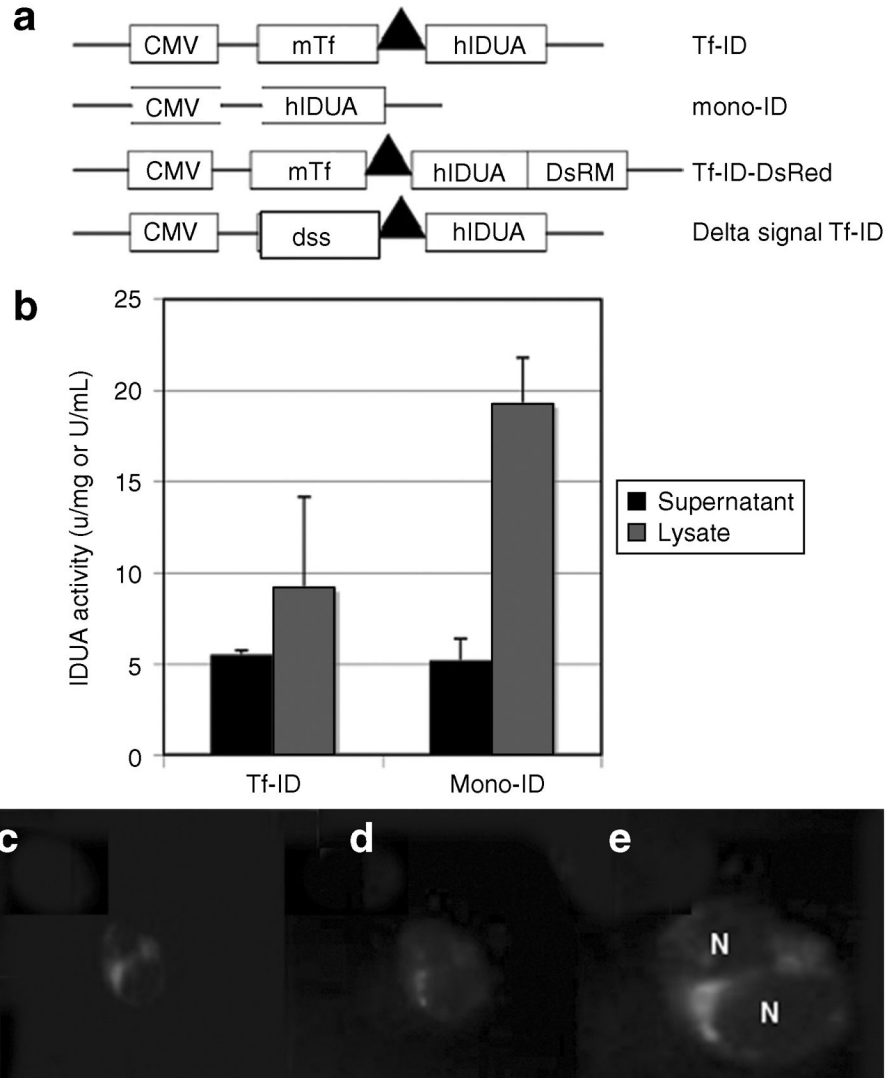 a
CMV mTf hIDUA Tf-ID
CMV hIDUA mono-ID
CMV mTf hIDUA DsRM Tf-ID-DsRed
CMV dss hIDUA Delta signal Tf-ID
b
25
20
15
10
5
0
IDUA activity (u/mg or U/mL)
Tf-ID Mono-ID
Supernatant
Lysate
c d e
N
N